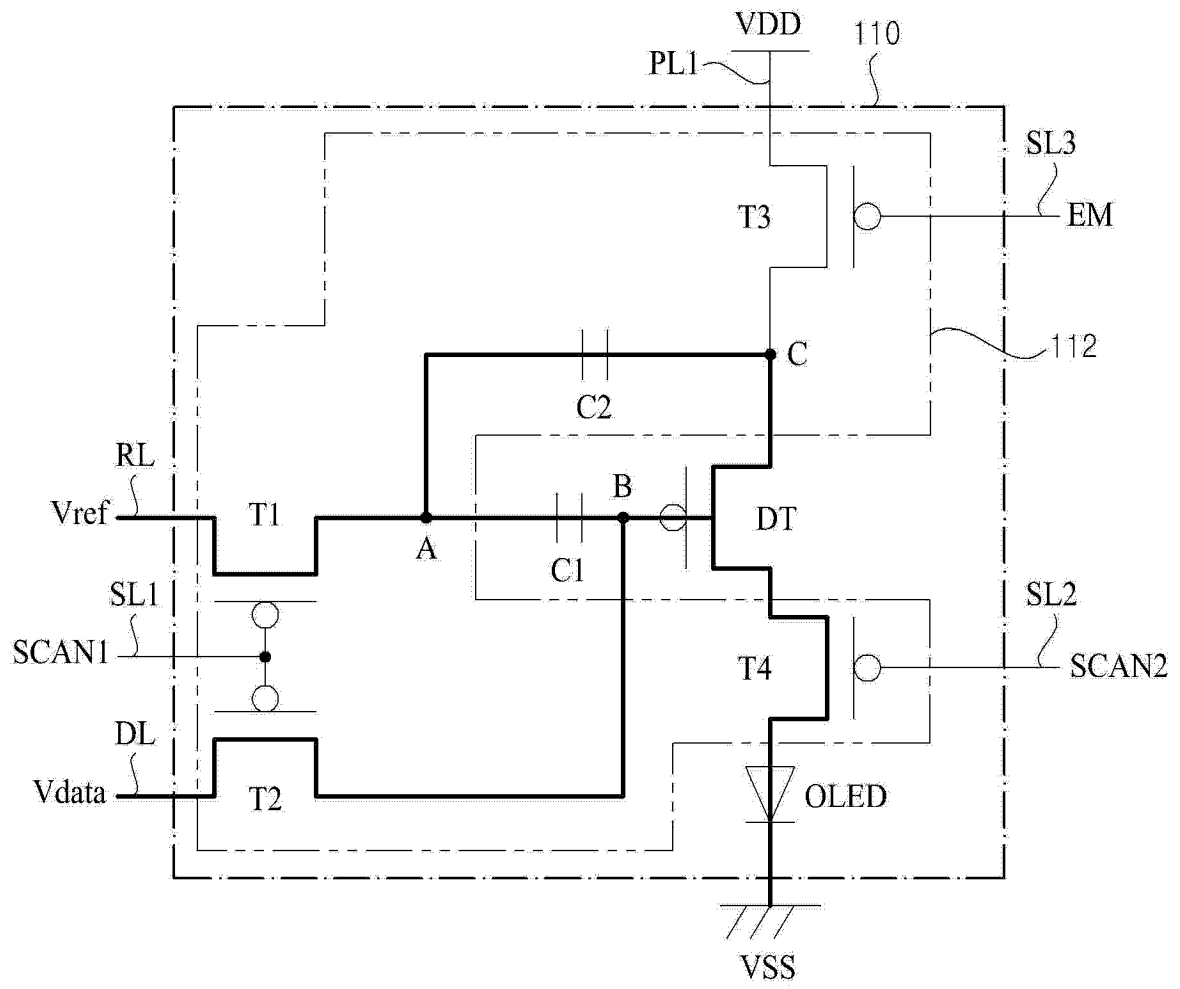 VDD
110
PL1
SL3
T3
EM
C
112
C2
RL
B
Vref
T1
DT
A
C1
SL1
SL2
SCAN1
T4
SCAN2
DL
Vdata
T2
OLED
VSS